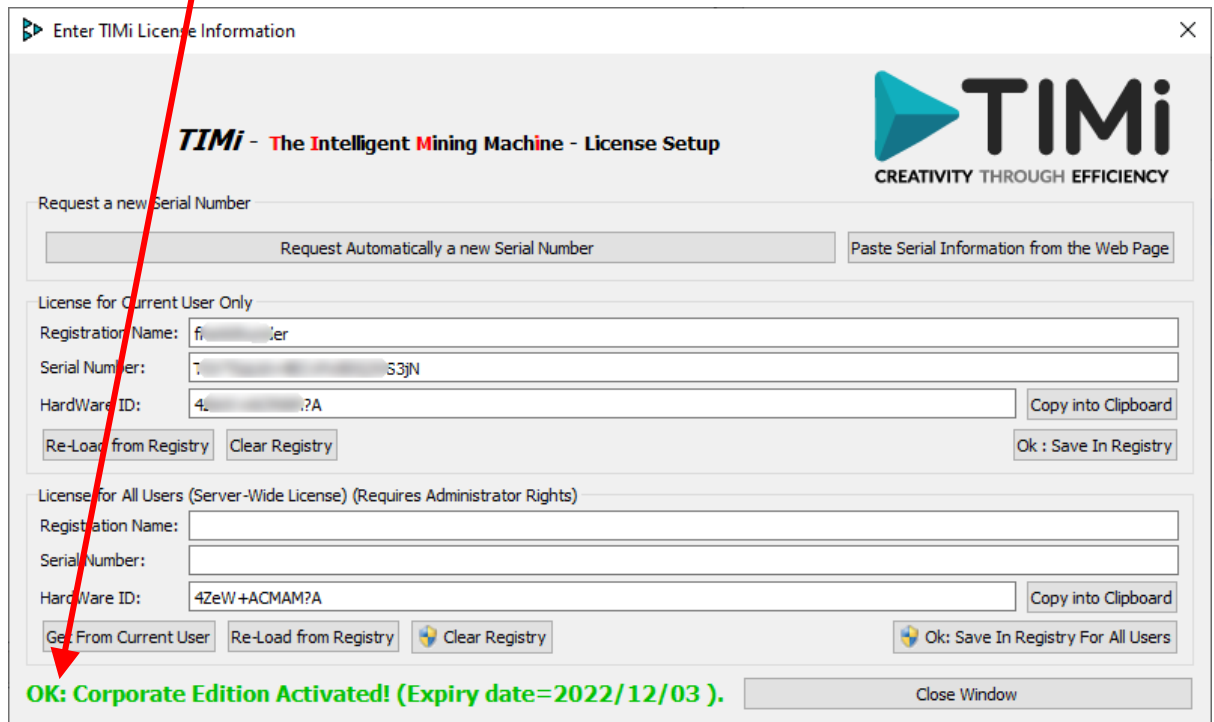 Enter TIMi License Information
TIMi
CREATIVITY THROUGH EFFICIENCY
TIMi - The Intelligent Mining Machine - License Setup
Request a new Serial Number
Request Automatically a new Serial Number Paste Serial Information from the Web Page
License for Current User Only
Registration Name:
Serial Number: S3jN
HardWare ID: ?A Copy into Clipboard
Re-Load from Registry Clear Registry Ok : Save In Registry
License for All Users (Server-Wide License) (Requires Administrator Rights)
Registration Name:
Serial Number:
HardWare ID: 4ZeW+ACMAM?A Copy into Clipboard
Get From Current User Re-Load from Registry Clear Registry Ok: Save In Registry For All Users
OK: Corporate Edition Activated! (Expiry date=2022/12/03 ). Close Window